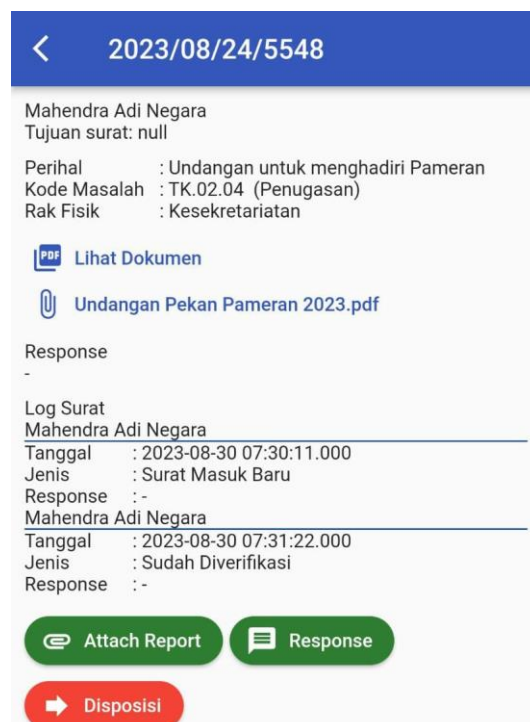 2023/08/24/5548
Mahendra Adi Negara
Tujuan surat: null
Perihal : Undangan untuk menghadiri Pameran
Kode Masalah : TK.02.04 (Penugasan)
Rak Fisik : Kesekretariatan
PDF Lihat Dokumen
Undangan Pekan Pameran 2023.pdf
Response
-
Log Surat
Mahendra Adi Negara
Tanggal : 2023-08-30 07:30:11.000
Jenis : Surat Masuk Baru
Response : -
Mahendra Adi Negara
Tanggal : 2023-08-30 07:31:22.000
Jenis : Sudah Diverifikasi
Response : -
Attach Report Response
Disposisi